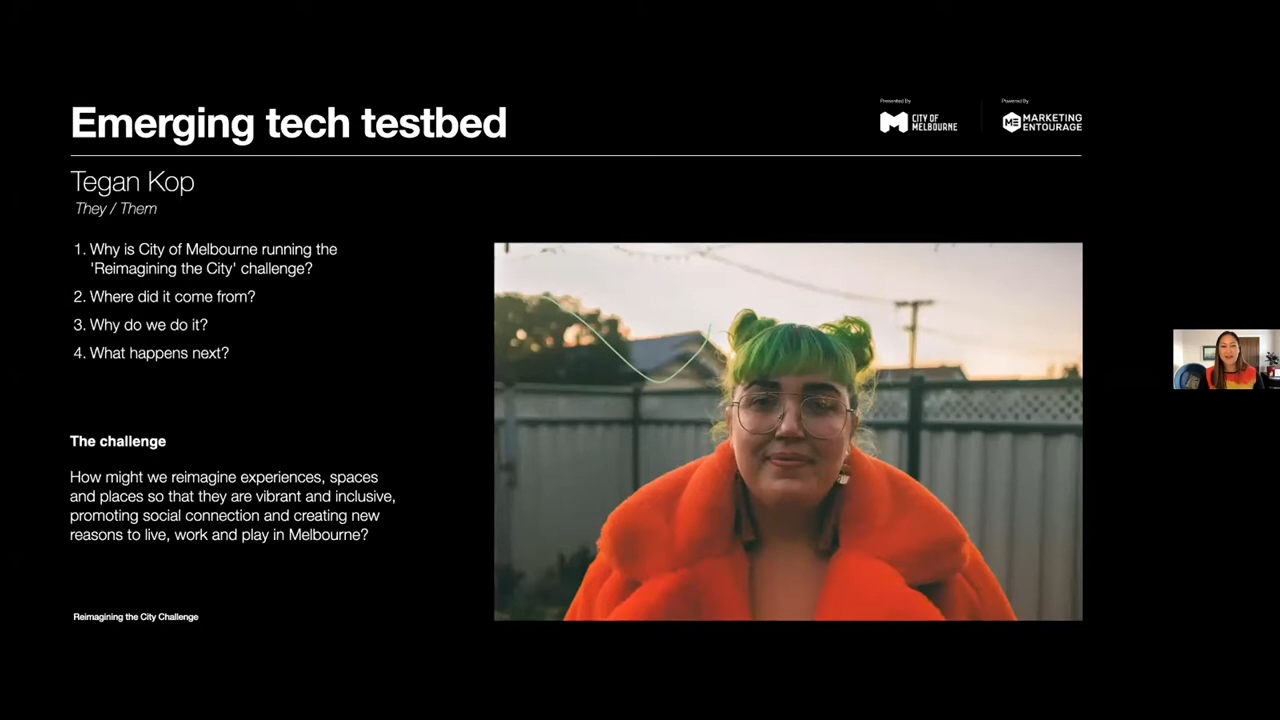 Emerging tech testbed
Presented By
CITY OF
MELBOURNE
Powered By
ME
MARKETING
ENTOURAGE
Tegan Kop
They / Them
1. Why is City of Melbourne running the
'Reimagining the City' challenge?
2. Where did it come from?
3. Why do we do it?
4. What happens next?
The challenge
How might we reimagine experiences, spaces
and places so that they are vibrant and inclusive,
promoting social connection and creating new
reasons to live, work and play in Melbourne?
Reimagining the City Challenge